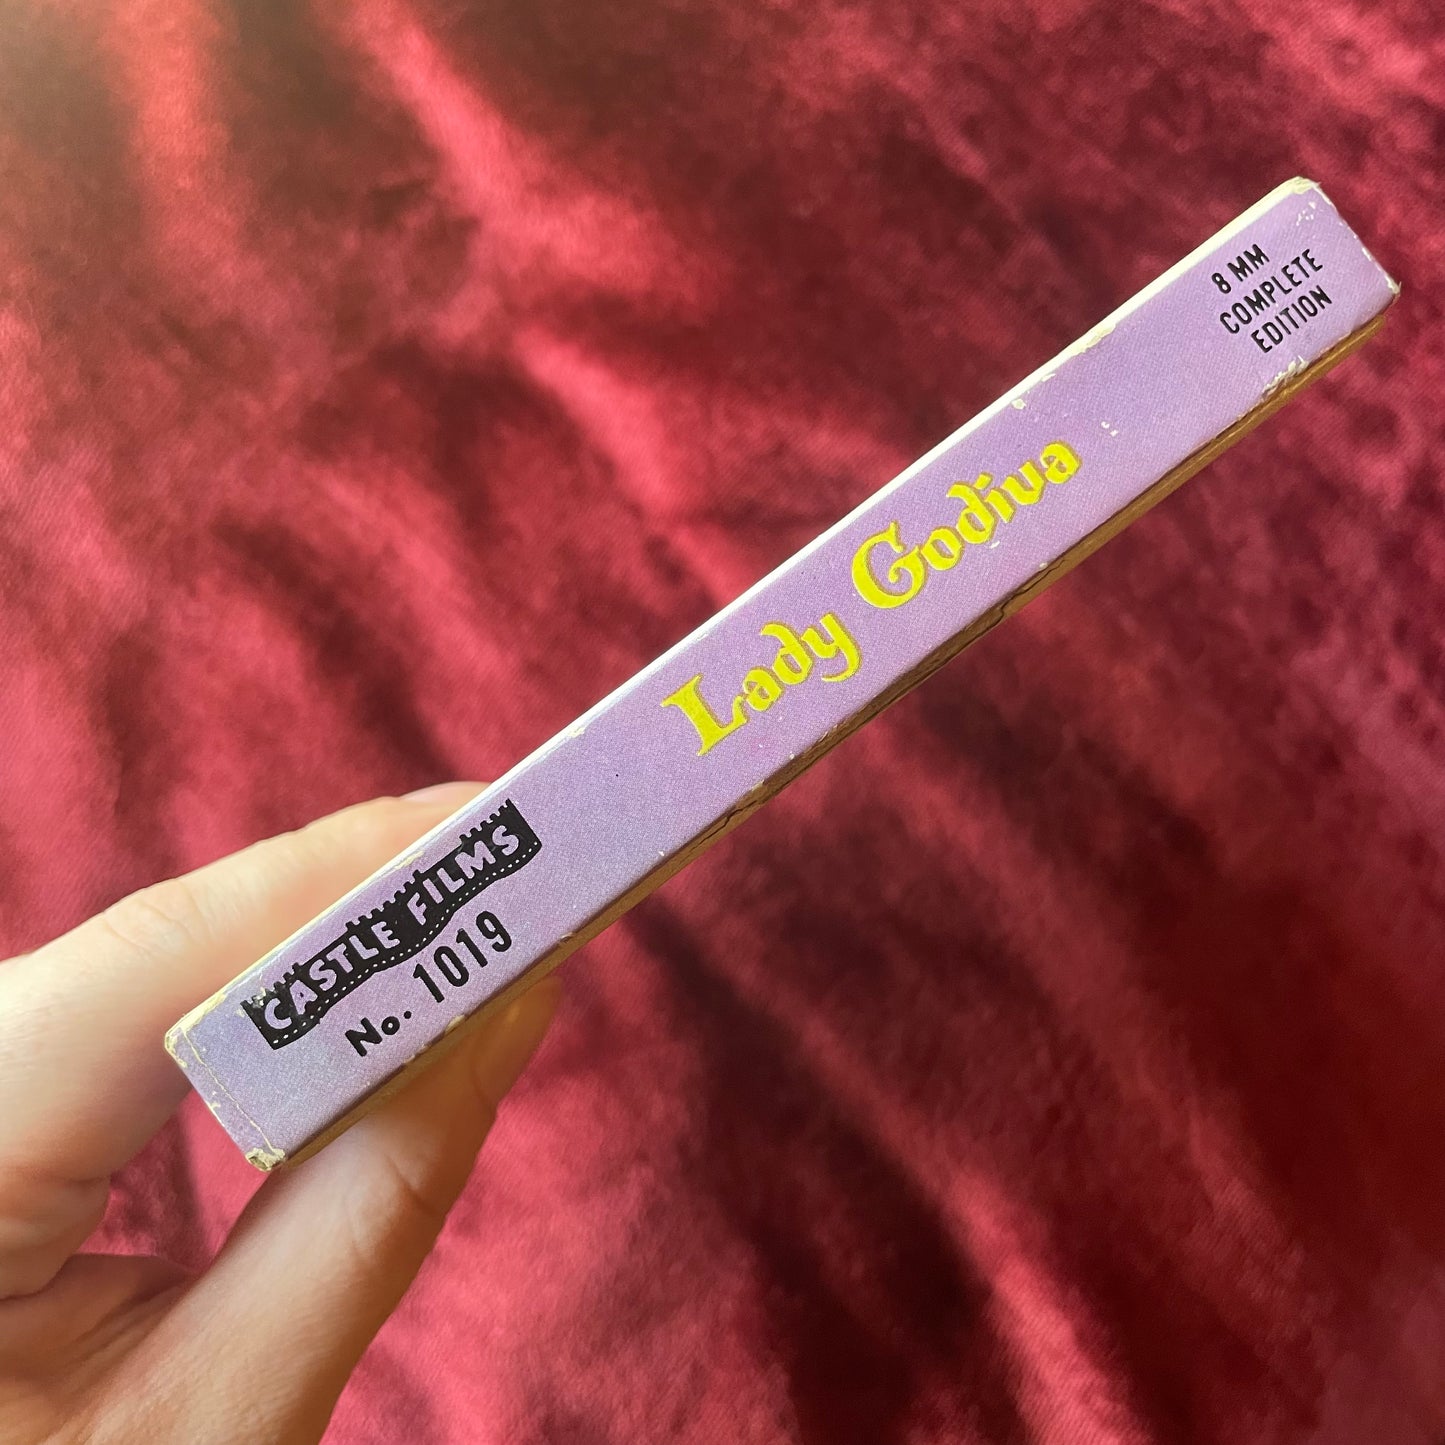 CASTLE FILMS
No. 1019
Lady Godiva
8 MM
COMPLETE
EDITION